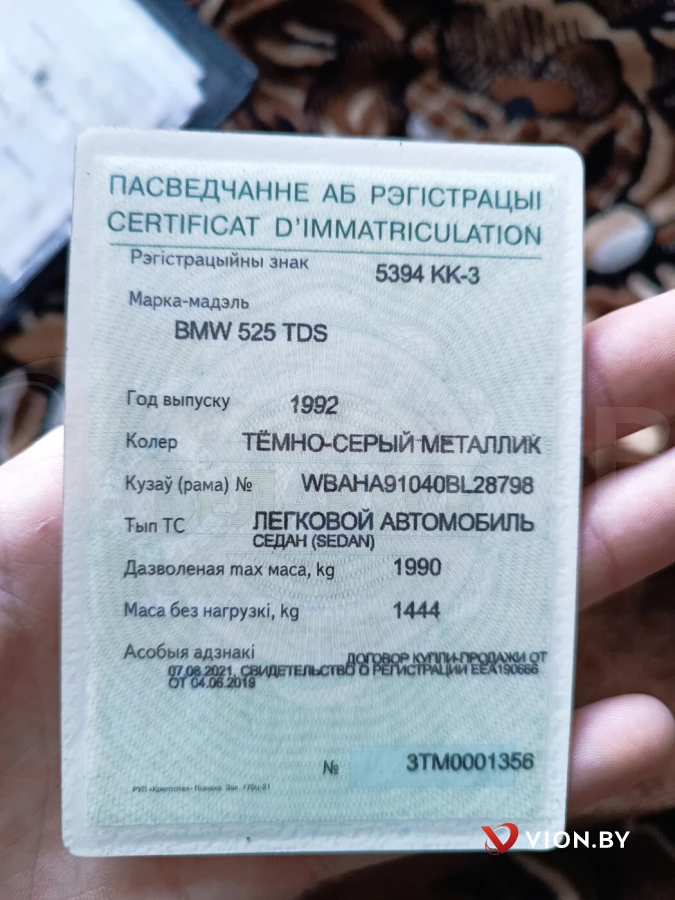 ПАСВЕДЧАННЕ АБ РЭГІСТРАЦЫІ
CERTIFICAT D'IMMATRICULATION
Рэгістрацыйны знак 5394 КК-3
Марка-мадэль
BMW 525 TDS
Год выпуску 1992
Колер ТЁМНО-СЕРЫЙ МЕТАЛЛИК
Кузаў (рама) № WBAHA91040BL28798
Тып ТС ЛЕГКОВОЙ АВТОМОБИЛЬ
СЕДАН (SEDAN)
Дазволеная max маса, kg 1990
Маса без нагрузкі, kg 1444
Асобыя адзнакі ДОГОВОР КУПЛИ-ПРОДАЖИ ОТ
07.08.2021, СВИДЕТЕЛЬСТВО О РЕГИСТРАЦИИ ЕЕА190666
ОТ 04.06.2019
№ 3TM0001356
VION.BY